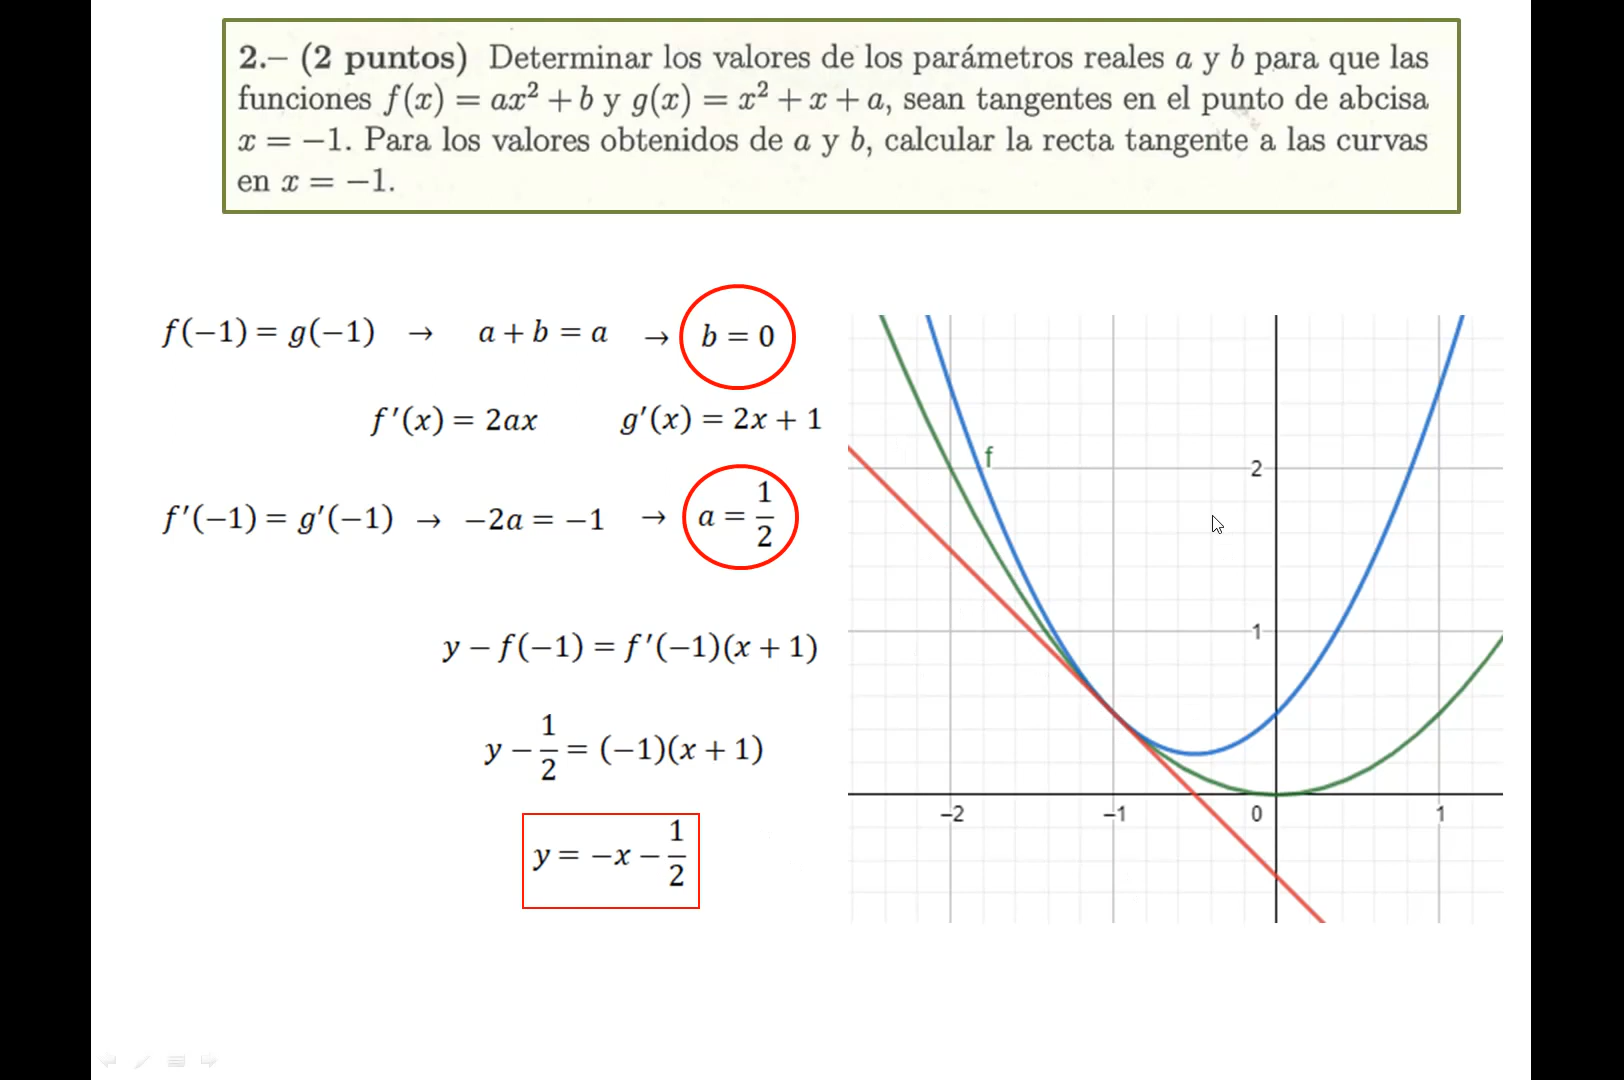 2.– (2 puntos) Determinar los valores de los parámetros reales a y b para que las
funciones f(x) = ax² + b y g(x) = x² + x + a, sean tangentes en el punto de abcisa
x = −1. Para los valores obtenidos de a y b, calcular la recta tangente a las curvas
en x = −1.
f(−1) = g(−1) → a + b = a → b = 0
f′(x) = 2ax g′(x) = 2x + 1
f′(−1) = g′(−1) → −2a = −1 → a = 1/2
y − f(−1) = f′(−1)(x + 1)
y − 1/2 = (−1)(x + 1)
y = −x − 1/2
f
2
1
−2 −1 0 1